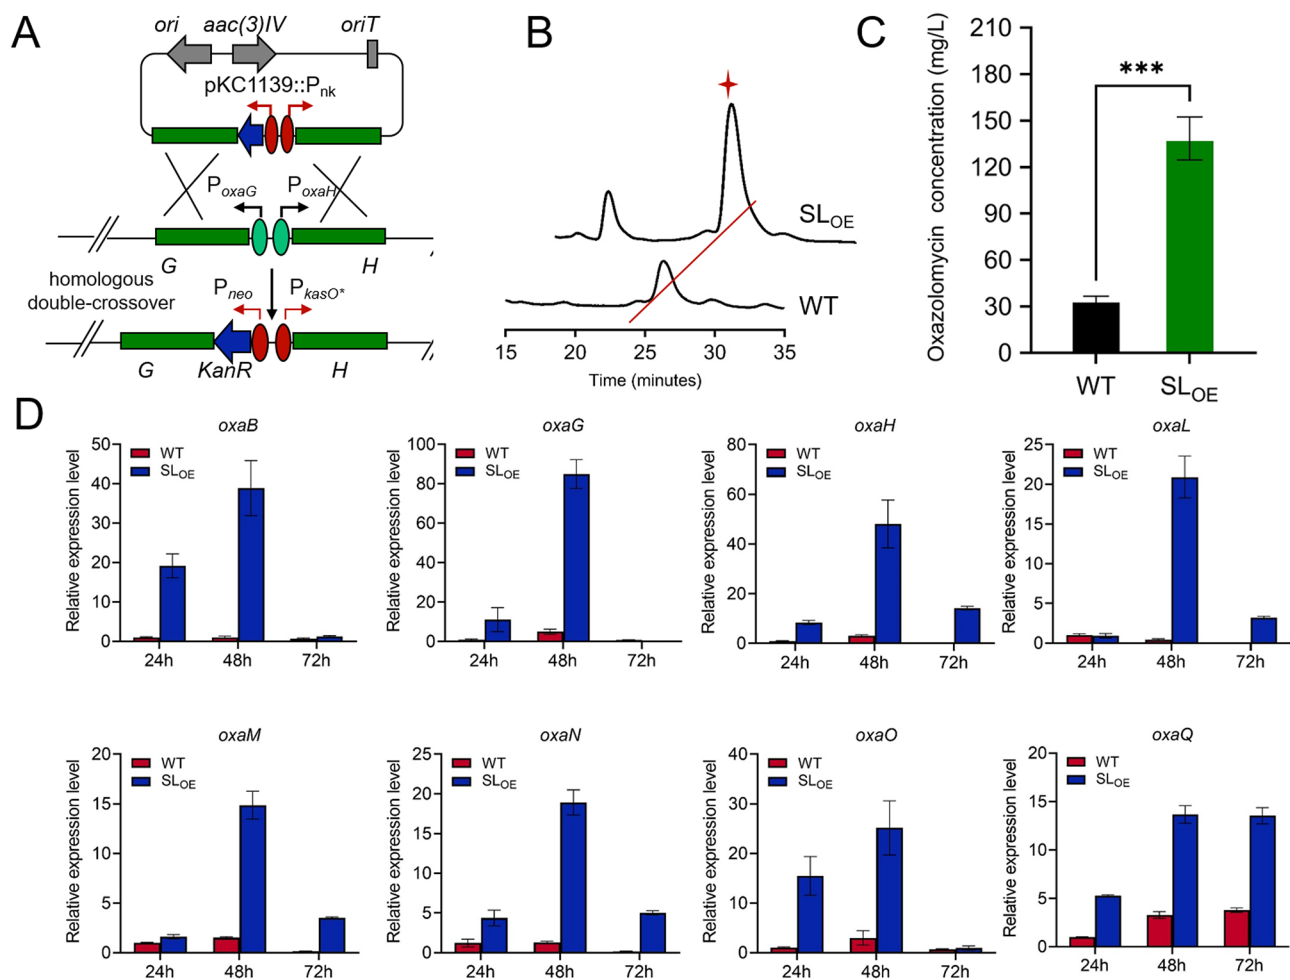 A
ori aac(3)IV oriT
pKC1139::Pnk
PoxaG PoxaH
G H
homologous
double-crossover
Pneo PkasO*
G KanR H
B
SLOE
WT
15 20 25 30 35
Time (minutes)
C
Oxazolomycin concentration (mg/L)
210
180
150
120
90
60
30
0
***
WT SLOE
D
oxaB
Relative expression level
50
40
30
20
10
0
WT
SLOE
24h 48h 72h
oxaG
Relative expression level
100
80
60
40
20
0
WT
SLOE
24h 48h 72h
oxaH
Relative expression level
80
60
40
20
0
WT
SLOE
24h 48h 72h
oxaL
Relative expression level
25
20
15
10
5
0
WT
SLOE
24h 48h 72h
oxaM
Relative expression level
20
15
10
5
0
WT
SLOE
24h 48h 72h
oxaN
Relative expression level
25
20
15
10
5
0
WT
SLOE
24h 48h 72h
oxaO
Relative expression level
40
30
20
10
0
WT
SLOE
24h 48h 72h
oxaQ
Relative expression level
20
15
10
5
0
WT
SLOE
24h 48h 72h